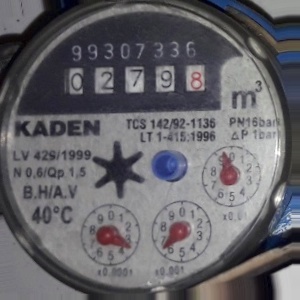 99307336
02798
m³
KADEN
TCS 142/92-1136
PN16bar
LT 1-415:1996
△P 1bar
LV 429/1999
N 0,6/Qp 1,5
B.H/A.V
40°C
x0.01
x0.0001
x0.001